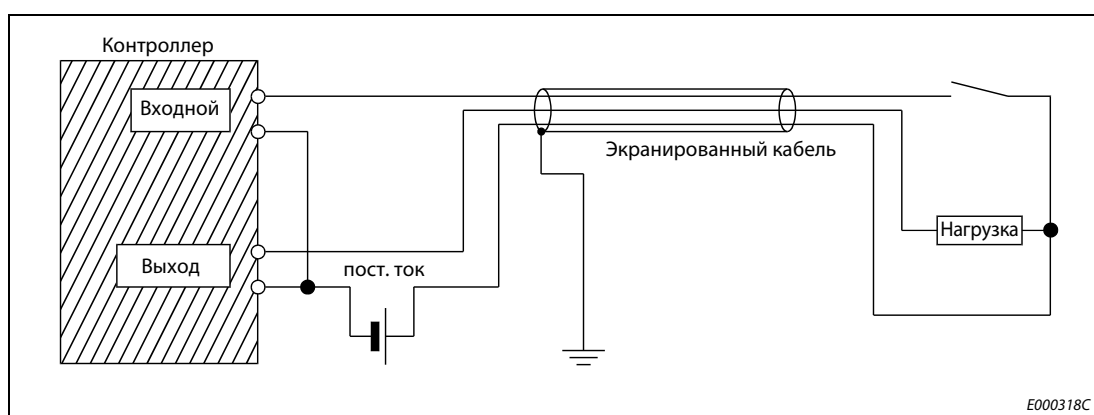 Контроллер
Входной
Экранированный кабель
Нагрузка
Выход
пост. ток
E000318C